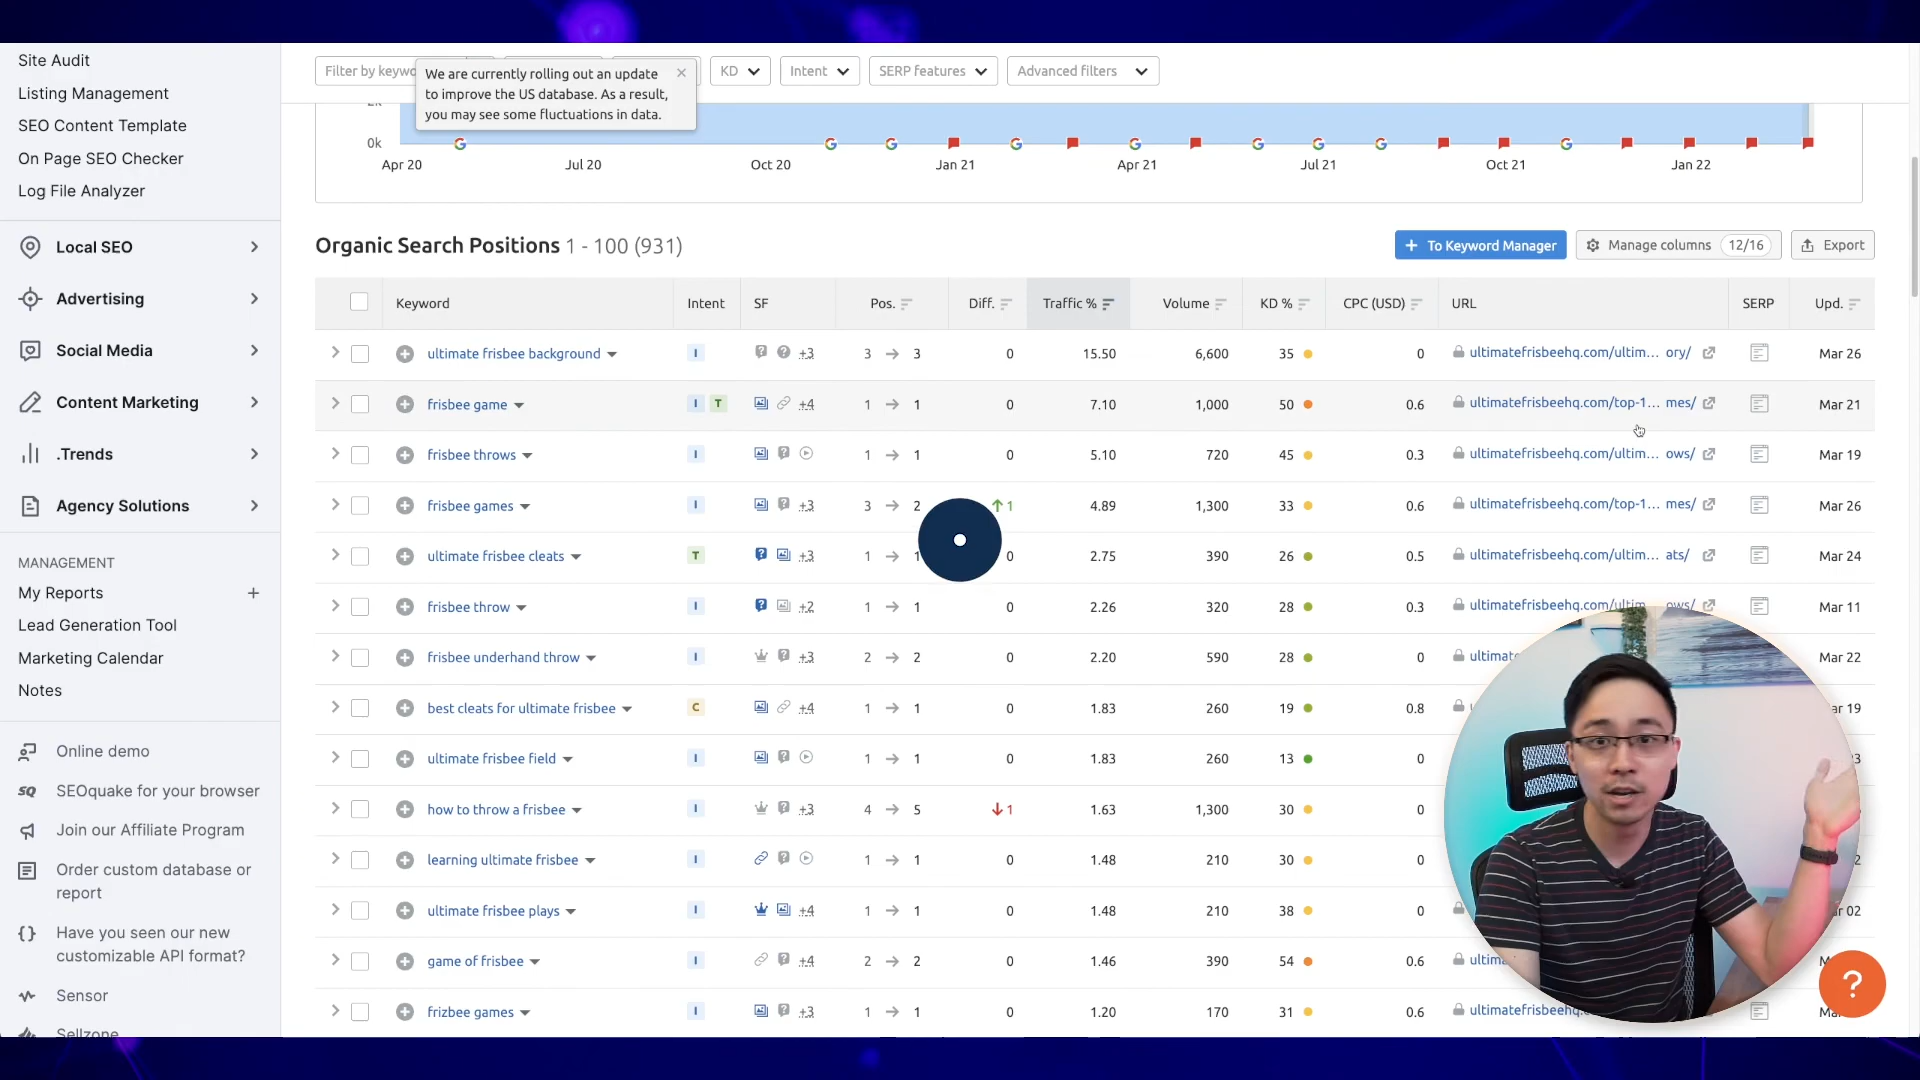 Site Audit
Listing Management
SEO Content Template
On Page SEO Checker
Log File Analyzer
Local SEO
Advertising
Social Media
Content Marketing
.Trends
Agency Solutions
MANAGEMENT
My Reports +
Lead Generation Tool
Marketing Calendar
Notes
Online demo
SEOquake for your browser
Join our Affiliate Program
Order custom database or
report
Have you seen our new
customizable API format?
Sensor
Sellzone
Filter by keywo
KD
Intent
SERP features
Advanced filters
We are currently rolling out an update
to improve the US database. As a result,
you may see some fluctuations in data.
0k
Apr 20 Jul 20 Oct 20 Jan 21 Apr 21 Jul 21 Oct 21 Jan 22
Organic Search Positions 1 - 100 (931)
+ To Keyword Manager
Manage columns 12/16
Export
Keyword Intent SF Pos. Diff. Traffic % Volume KD % CPC (USD) URL SERP Upd.
ultimate frisbee background I +3 3 → 3 0 15.50 6,600 35 0 ultimatefrisbeehq.com/ultim... ory/ Mar 26
frisbee game I T +4 1 → 1 0 7.10 1,000 50 0.6 ultimatefrisbeehq.com/top-1... mes/ Mar 21
frisbee throws I 1 → 1 0 5.10 720 45 0.3 ultimatefrisbeehq.com/ultim... ows/ Mar 19
frisbee games I +3 3 → 2 ↑1 4.89 1,300 33 0.6 ultimatefrisbeehq.com/top-1... mes/ Mar 26
ultimate frisbee cleats T +3 1 → 1 0 2.75 390 26 0.5 ultimatefrisbeehq.com/ultim... ats/ Mar 24
frisbee throw I +2 1 → 1 0 2.26 320 28 0.3 ultimatefrisbeehq.com/ultim ows/ Mar 11
frisbee underhand throw I +3 2 → 2 0 2.20 590 28 0 ultimate Mar 22
best cleats for ultimate frisbee C +4 1 → 1 0 1.83 260 19 0.8 ar 19
ultimate frisbee field I 1 → 1 0 1.83 260 13 0 3
how to throw a frisbee I +3 4 → 5 ↓1 1.63 1,300 30 0
learning ultimate frisbee I 1 → 1 0 1.48 210 30 0 2
ultimate frisbee plays I +4 1 → 1 0 1.48 210 38 0 r 02
game of frisbee I +4 2 → 2 0 1.46 390 54 0.6 ultima
frizbee games I +3 1 → 1 0 1.20 170 31 0.6 ultimatefrisbeehq. Ma
?